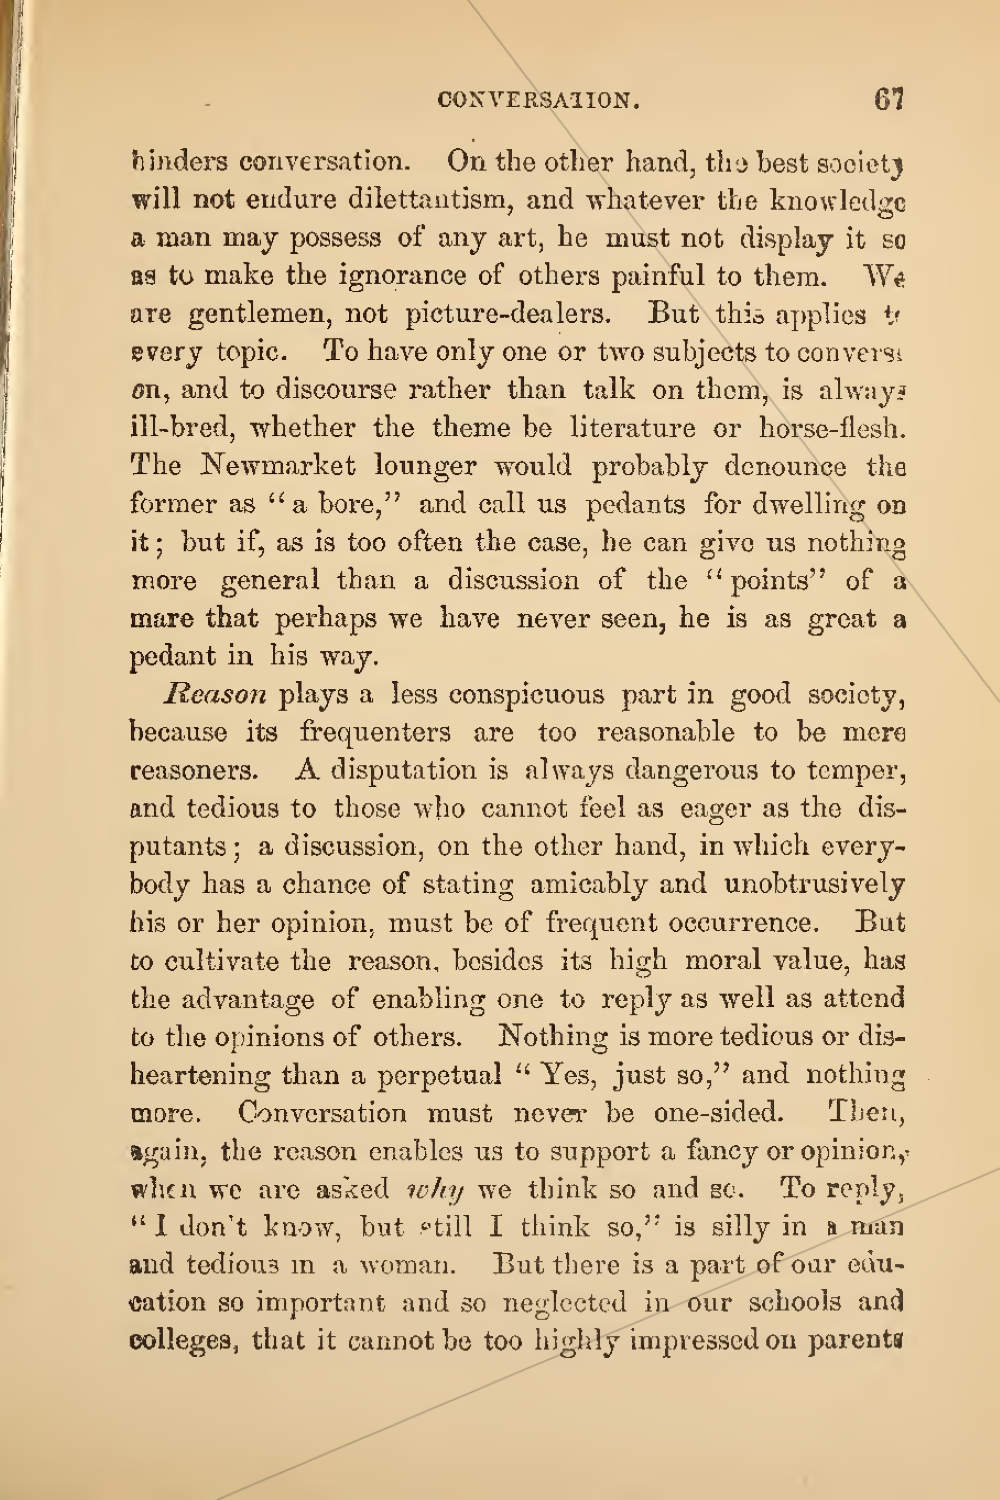 CONVERSATION. 67
hinders conversation. On the other hand, the best society
will not endure dilettantism, and whatever the knowledge
a man may possess of any art, he must not display it so
as to make the ignorance of others painful to them. We
are gentlemen, not picture-dealers. But this applies to
every topic. To have only one or two subjects to converse
on, and to discourse rather than talk on them, is always
ill-bred, whether the theme be literature or horse-flesh.
The Newmarket lounger would probably denounce the
former as “a bore,” and call us pedants for dwelling on
it; but if, as is too often the case, he can give us nothing
more general than a discussion of the “points” of a
mare that perhaps we have never seen, he is as great a
pedant in his way.
Reason plays a less conspicuous part in good society,
because its frequenters are too reasonable to be mere
reasoners. A disputation is always dangerous to temper,
and tedious to those who cannot feel as eager as the dis-
putants; a discussion, on the other hand, in which every-
body has a chance of stating amicably and unobtrusively
his or her opinion, must be of frequent occurrence. But
to cultivate the reason, besides its high moral value, has
the advantage of enabling one to reply as well as attend
to the opinions of others. Nothing is more tedious or dis-
heartening than a perpetual “Yes, just so,” and nothing
more. Conversation must never be one-sided. Then,
again, the reason enables us to support a fancy or opinion,
when we are asked why we think so and so. To reply,
“I don't know, but still I think so,” is silly in a man
and tedious in a woman. But there is a part of our edu-
cation so important and so neglected in our schools and
colleges, that it cannot be too highly impressed on parents